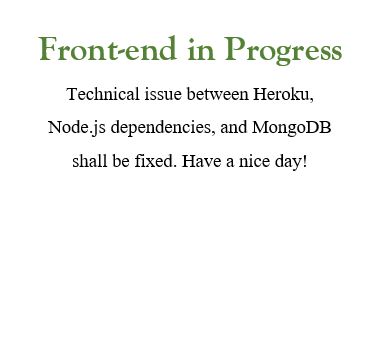 Front-end in Progress
Technical issue between Heroku,
Node.js dependencies, and MongoDB
shall be fixed. Have a nice day!